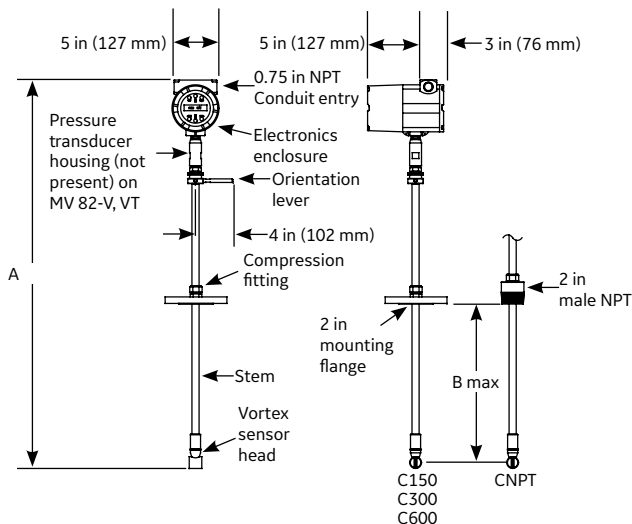 5 in (127 mm)
5 in (127 mm)
3 in (76 mm)
0.75 in NPT
Conduit entry
Pressure
transducer
housing (not
present) on
MV 82-V, VT
Electronics
enclosure
Orientation
lever
4 in (102 mm)
A
Compression
fitting
2 in
male NPT
2 in
mounting
flange
B max
Stem
Vortex
sensor
head
C150
C300
C600
CNPT